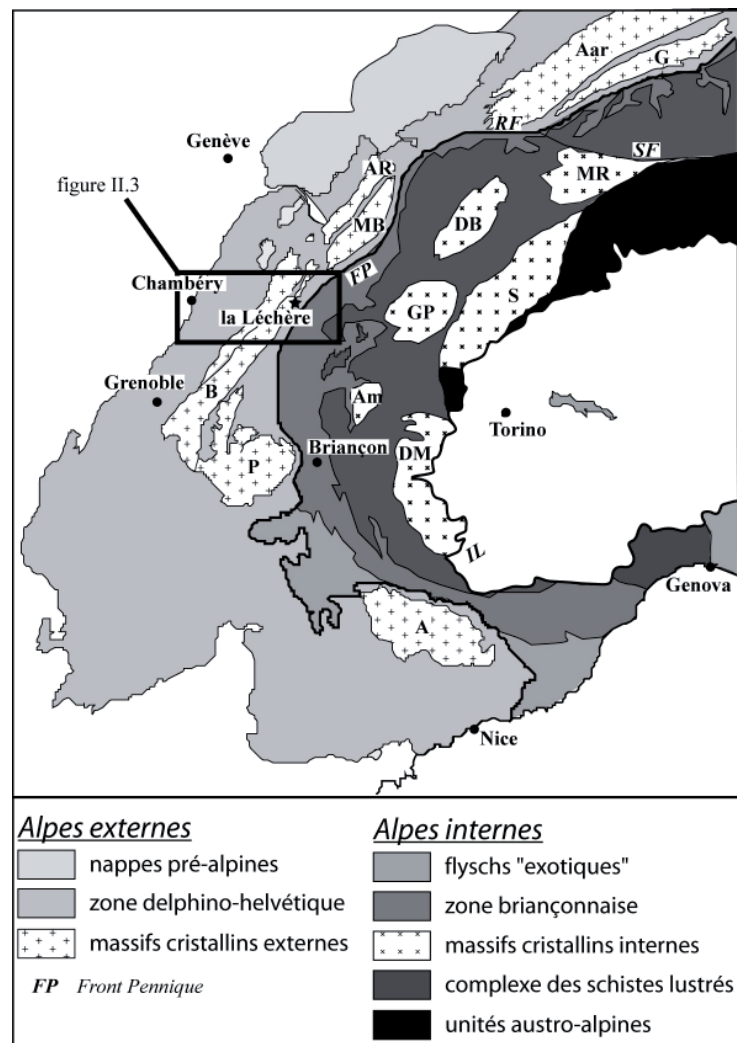 Aar
G
RF
Genève
SF
AR
MR
figure II.3
MB
DB
FP
Chambéry
S
la Léchère
GP
Grenoble
B
Am
Torino
Briançon
DM
P
IL
Genova
A
Nice
Alpes externes
nappes pré-alpines
zone delphino-helvétique
massifs cristallins externes
FP Front Pennique
Alpes internes
flyschs "exotiques"
zone briançonnaise
massifs cristallins internes
complexe des schistes lustrés
unités austro-alpines